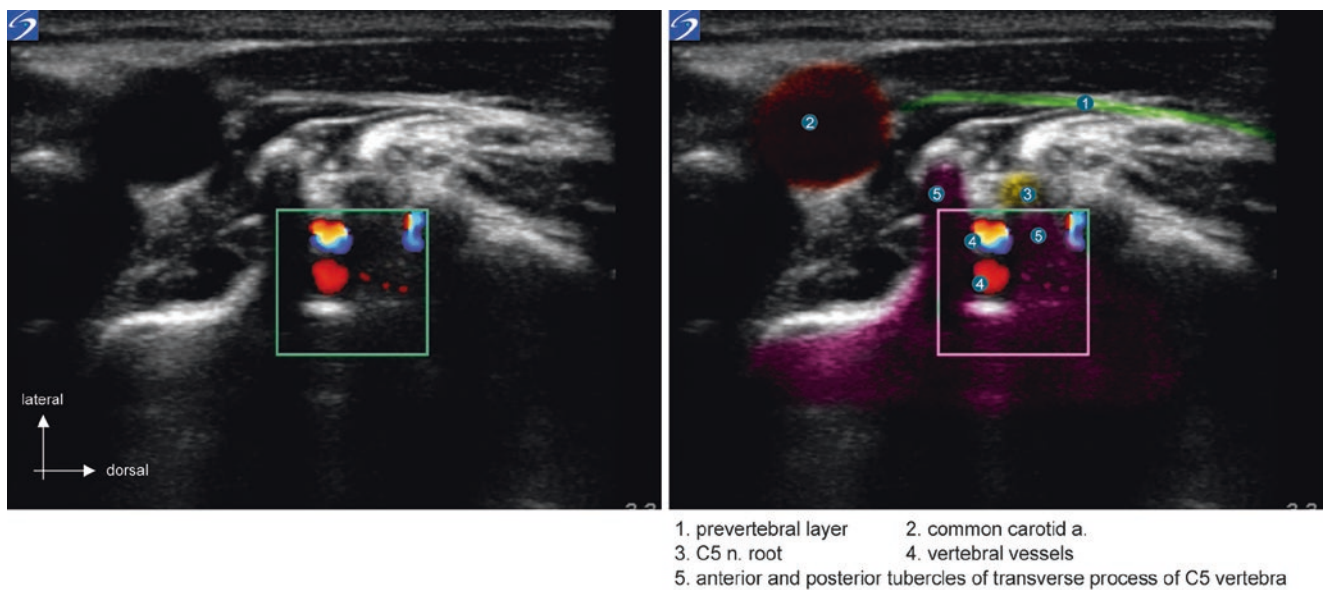 lateral
dorsal
1
2
3
4
4
5
5
1. prevertebral layer 2. common carotid a.
3. C5 n. root 4. vertebral vessels
5. anterior and posterior tubercles of transverse process of C5 vertebra